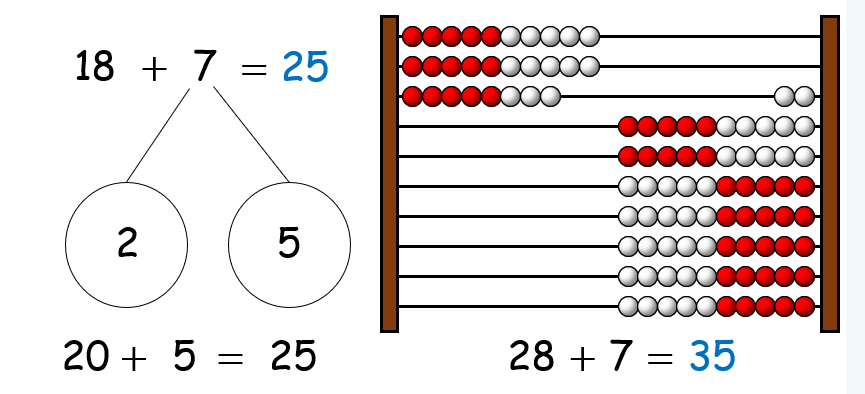 18 + 7 = 25
2
5
20 + 5 = 25
28 + 7 = 35